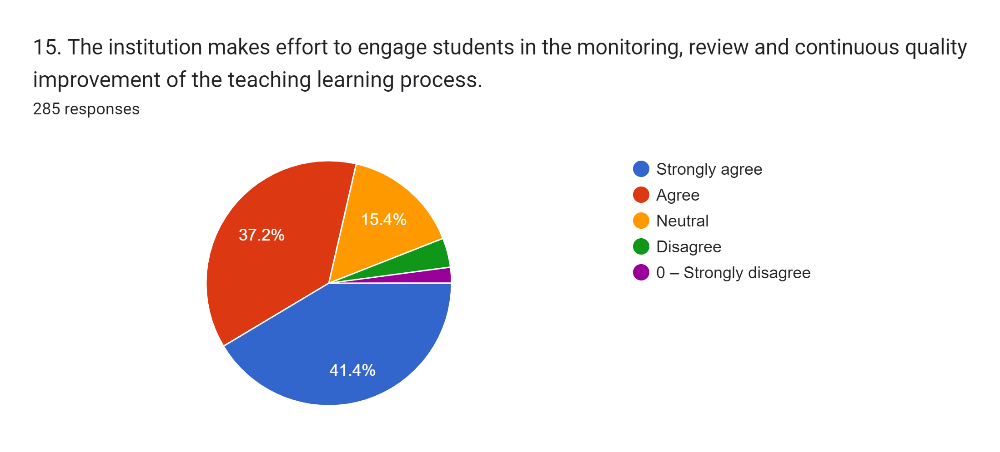 15. The institution makes effort to engage students in the monitoring, review and continuous quality
improvement of the teaching learning process.
285 responses
Strongly agree
Agree
Neutral
Disagree
0 – Strongly disagree
15.4%
37.2%
41.4%